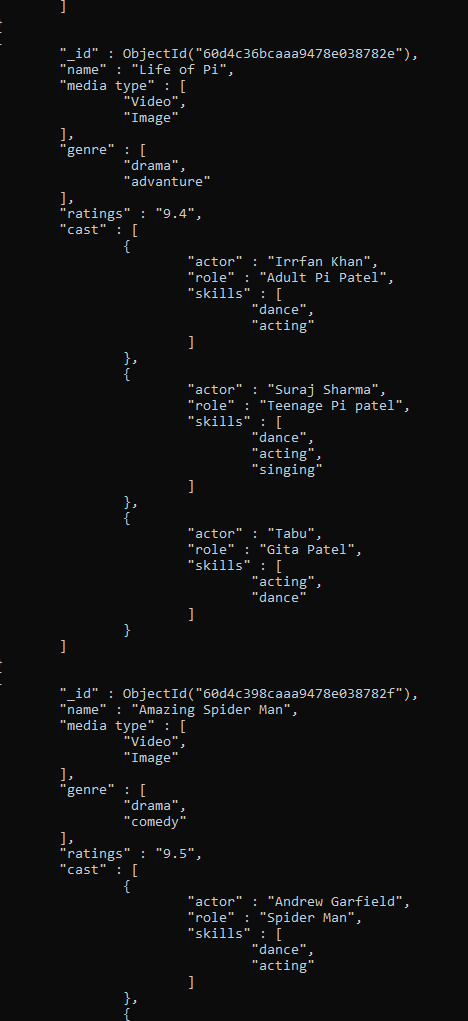 ]
"_id" : ObjectId("60d4c36bcaaa9478e038782e"),
"name" : "Life of Pi",
"media type" : [
"Video",
"Image"
],
"genre" : [
"drama",
"advanture"
],
"ratings" : "9.4",
"cast" : [
{
"actor" : "Irrfan Khan",
"role" : "Adult Pi Patel",
"skills" : [
"dance",
"acting"
]
},
{
"actor" : "Suraj Sharma",
"role" : "Teenage Pi patel",
"skills" : [
"dance",
"acting",
"singing"
]
},
{
"actor" : "Tabu",
"role" : "Gita Patel",
"skills" : [
"acting",
"dance"
]
}
]
"_id" : ObjectId("60d4c398caaa9478e038782f"),
"name" : "Amazing Spider Man",
"media type" : [
"Video",
"Image"
],
"genre" : [
"drama",
"comedy"
],
"ratings" : "9.5",
"cast" : [
{
"actor" : "Andrew Garfield",
"role" : "Spider Man",
"skills" : [
"dance",
"acting"
]
},
{